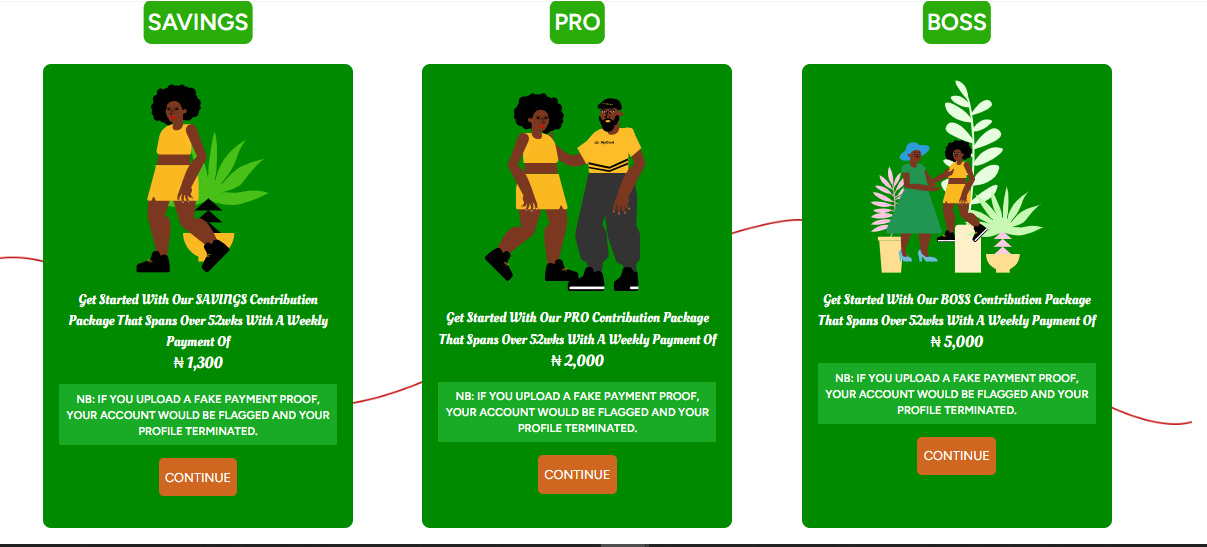 SAVINGS
Get Started With Our SAVINGS Contribution
Package That Spans Over 52wks With A Weekly
Payment Of
₦ 1,300
NB: IF YOU UPLOAD A FAKE PAYMENT PROOF,
YOUR ACCOUNT WOULD BE FLAGGED AND YOUR
PROFILE TERMINATED.
CONTINUE
PRO
Get Started With Our PRO Contribution Package
That Spans Over 52wks With A Weekly Payment Of
₦ 2,000
NB: IF YOU UPLOAD A FAKE PAYMENT PROOF,
YOUR ACCOUNT WOULD BE FLAGGED AND YOUR
PROFILE TERMINATED.
CONTINUE
BOSS
Get Started With Our BOSS Contribution Package
That Spans Over 52wks With A Weekly Payment Of
₦ 5,000
NB: IF YOU UPLOAD A FAKE PAYMENT PROOF,
YOUR ACCOUNT WOULD BE FLAGGED AND YOUR
PROFILE TERMINATED.
CONTINUE